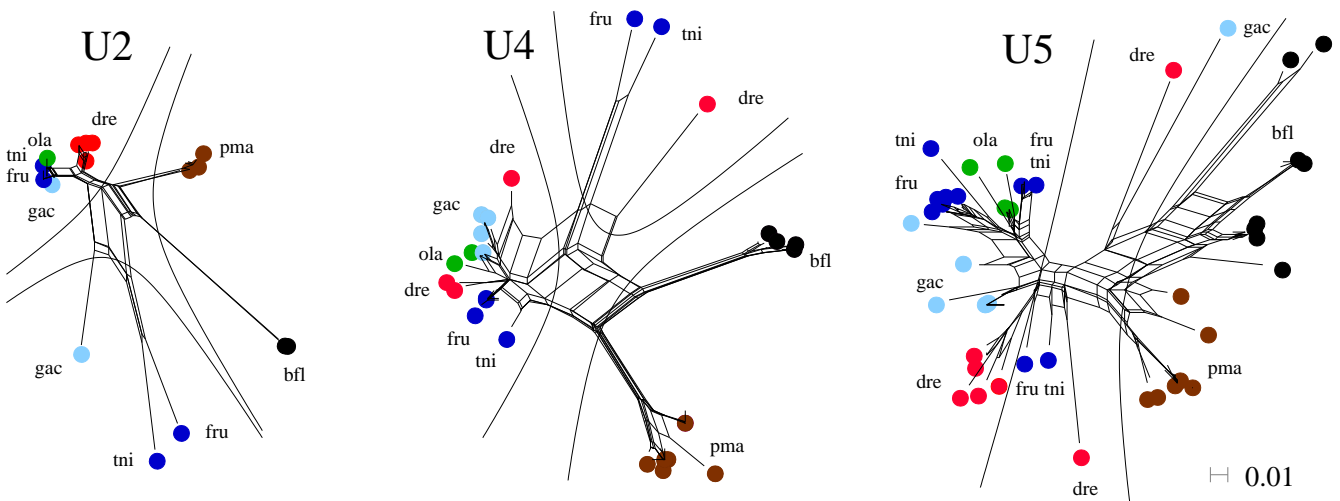 U2
ola
dre
tni
fru
gac
pma
gac
bfl
fru
tni
U4
fru
tni
dre
dre
gac
ola
dre
fru
tni
bfl
pma
U5
gac
dre
tni
ola
fru
tni
fru
bfl
gac
dre
fru tni
pma
dre
0.01